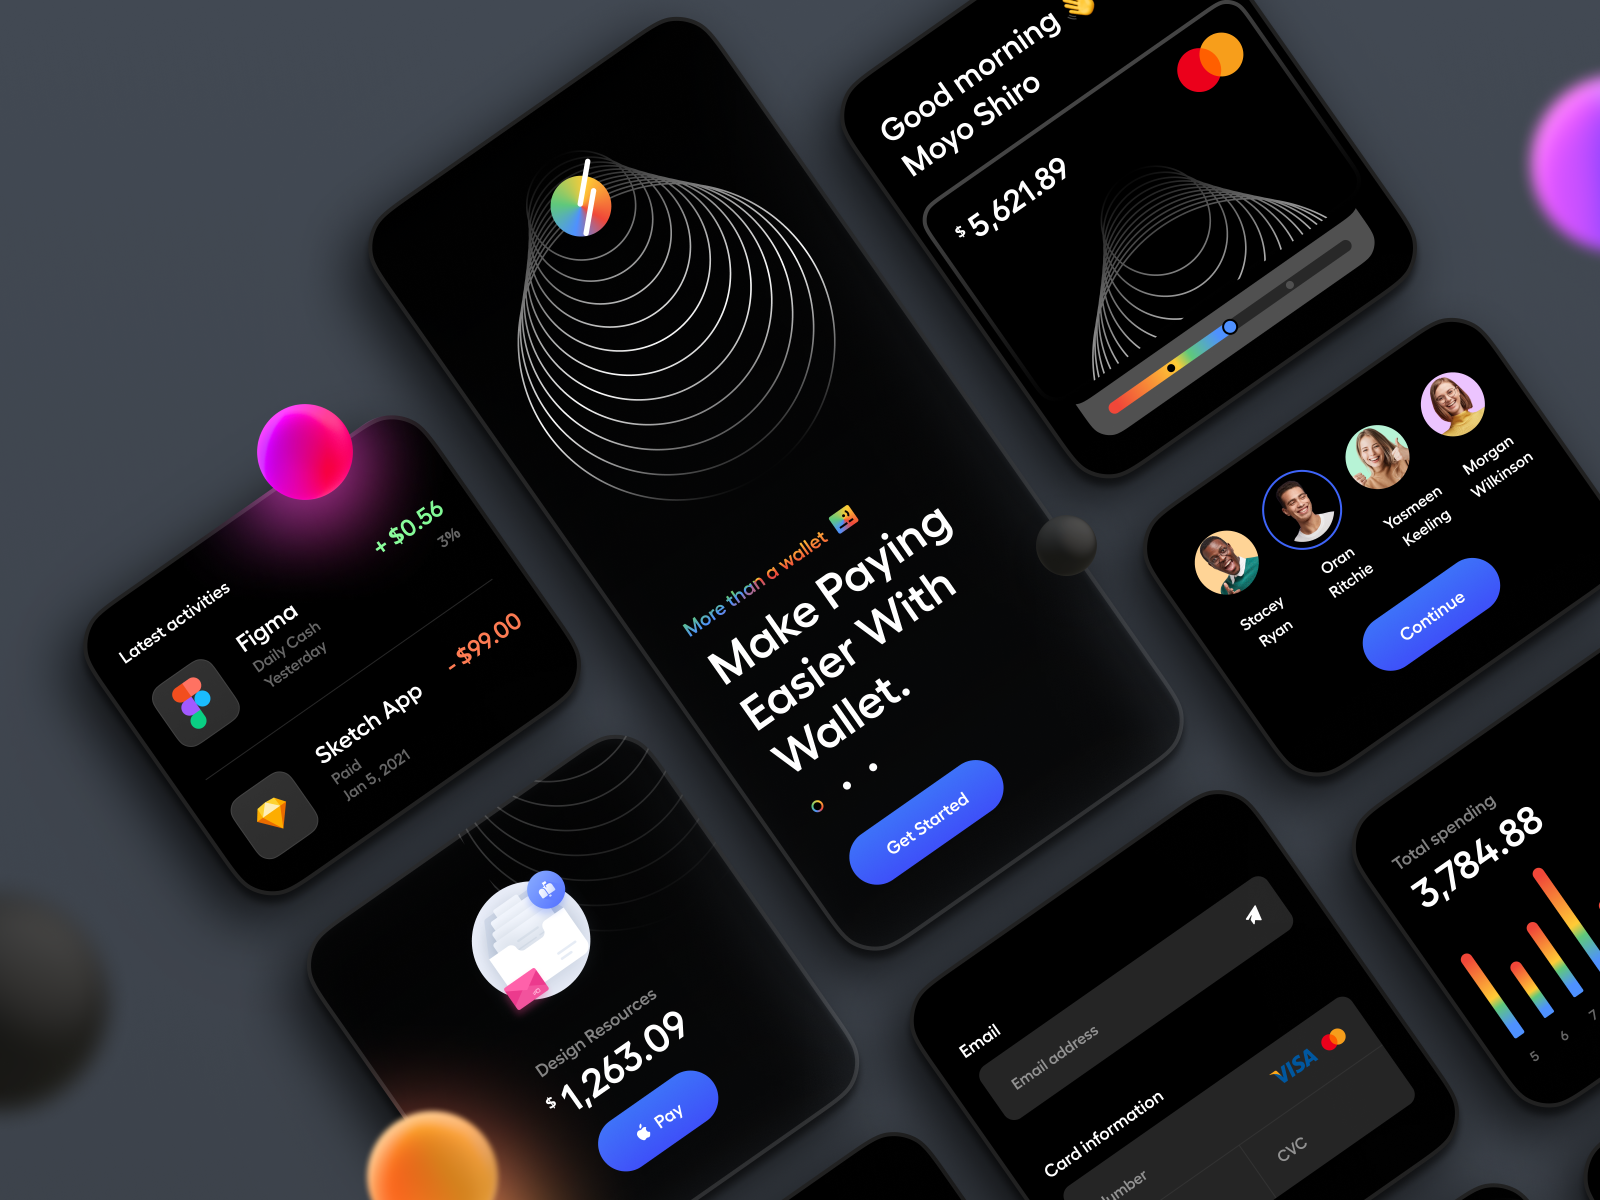 Good morning 👋
Moyo Shiro
$ 5,621.89
More than a wallet
Make Paying
Easier With
Wallet.
Get Started
Latest activities
Figma
Daily Cash
Yesterday
+ $0.56
3%
Sketch App
Paid
Jan 5, 2021
- $99.00
Stacey
Ryan
Oran
Ritchie
Yasmeen
Keeling
Morgan
Wilkinson
Continue
Design Resources
$ 1,263.09
Pay
Email
Email address
Card information
VISA
CVC
Total spending
3,784.88
5
6
7